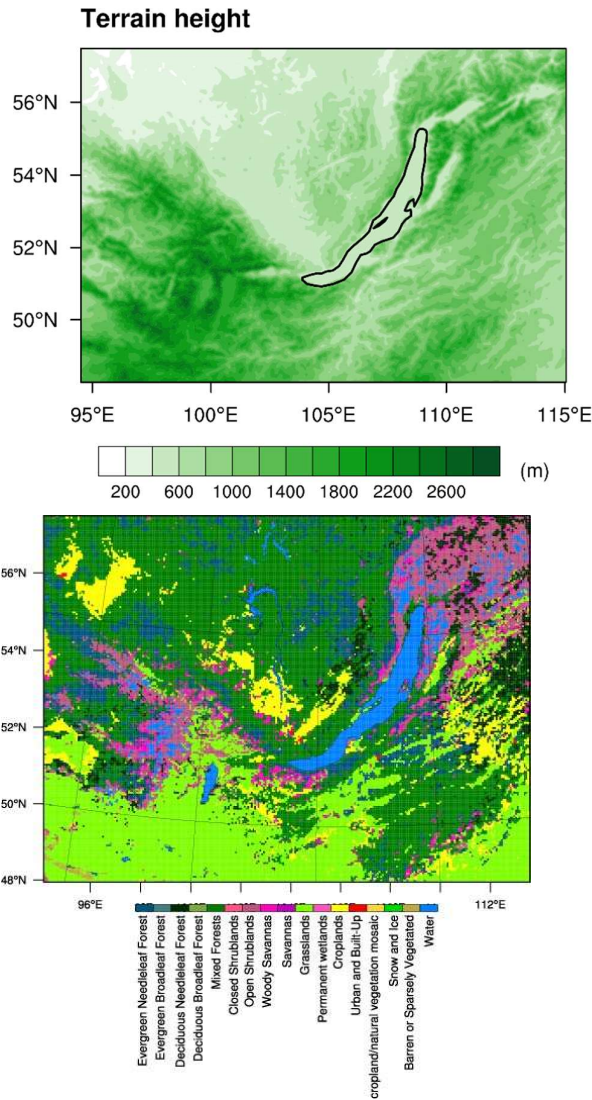 Terrain height
56°N
54°N
52°N
50°N
95°E 100°E 105°E 110°E 115°E
200 600 1000 1400 1800 2200 2600
(m)
56°N
54°N
52°N
50°N
48°N
96°E 112°E
Evergreen Needleleaf Forest
Evergreen Broadleaf Forest
Deciduous Needleleaf Forest
Deciduous Broadleaf Forest
Mixed Forests
Closed Shrublands
Open Shrublands
Woody Savannas
Savannas
Grasslands
Permanent wetlands
Croplands
Urban and Built-Up
cropland/natural vegetation mosaic
Snow and Ice
Barren or Sparsely Vegetated
Water